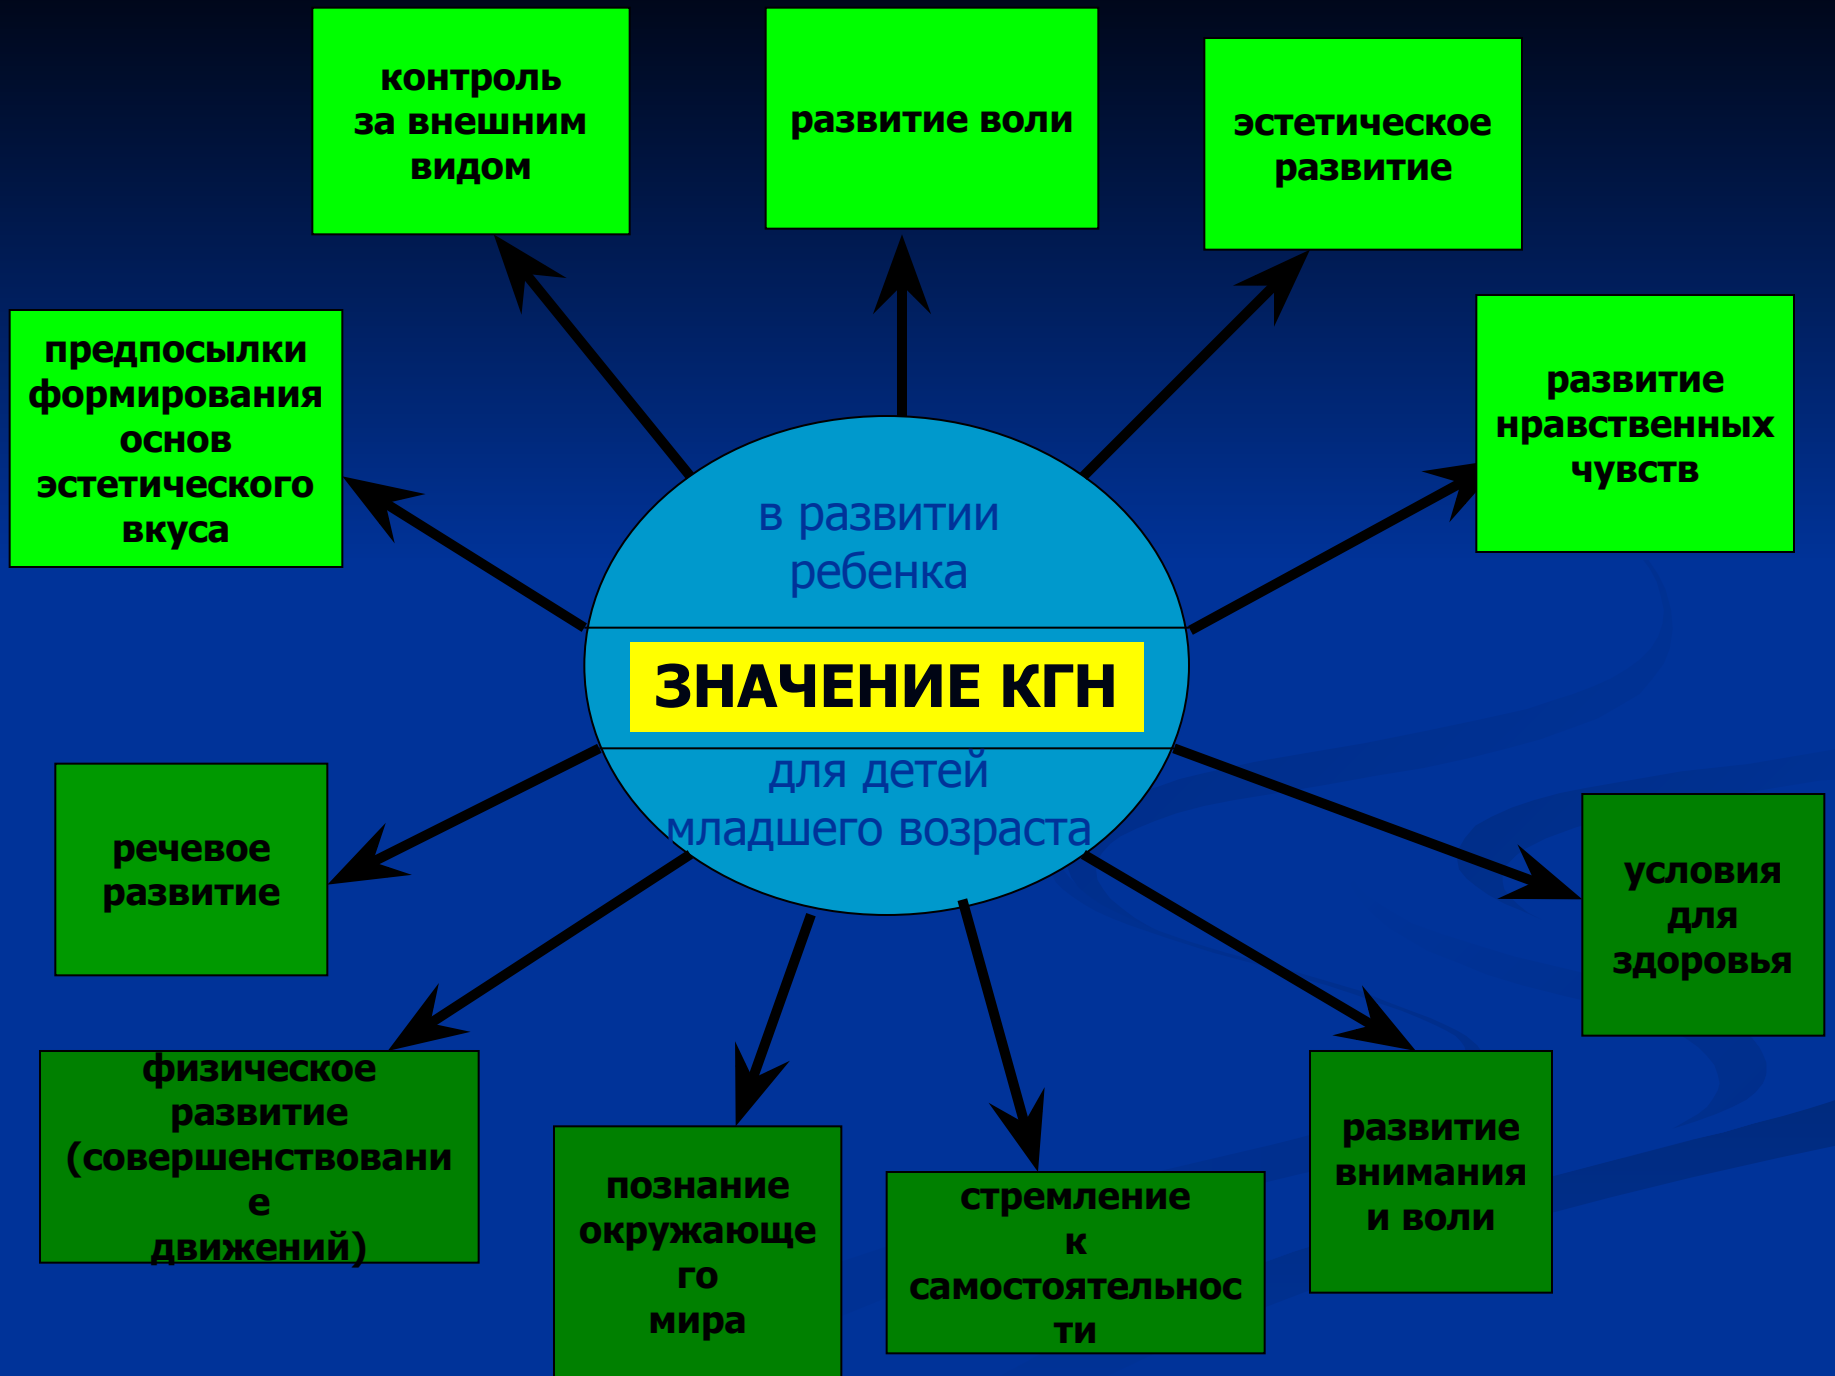 контроль
за внешним
видом
развитие воли
эстетическое
развитие
предпосылки
формирования
основ
эстетического
вкуса
развитие
нравственных
чувств
в развитии
ребенка
ЗНАЧЕНИЕ КГН
для детей
младшего возраста
речевое
развитие
условия
для
здоровья
физическое
развитие
(совершенствовани
е
движений)
познание
окружающе
го
мира
стремление
к
самостоятельнос
ти
развитие
внимания
и воли